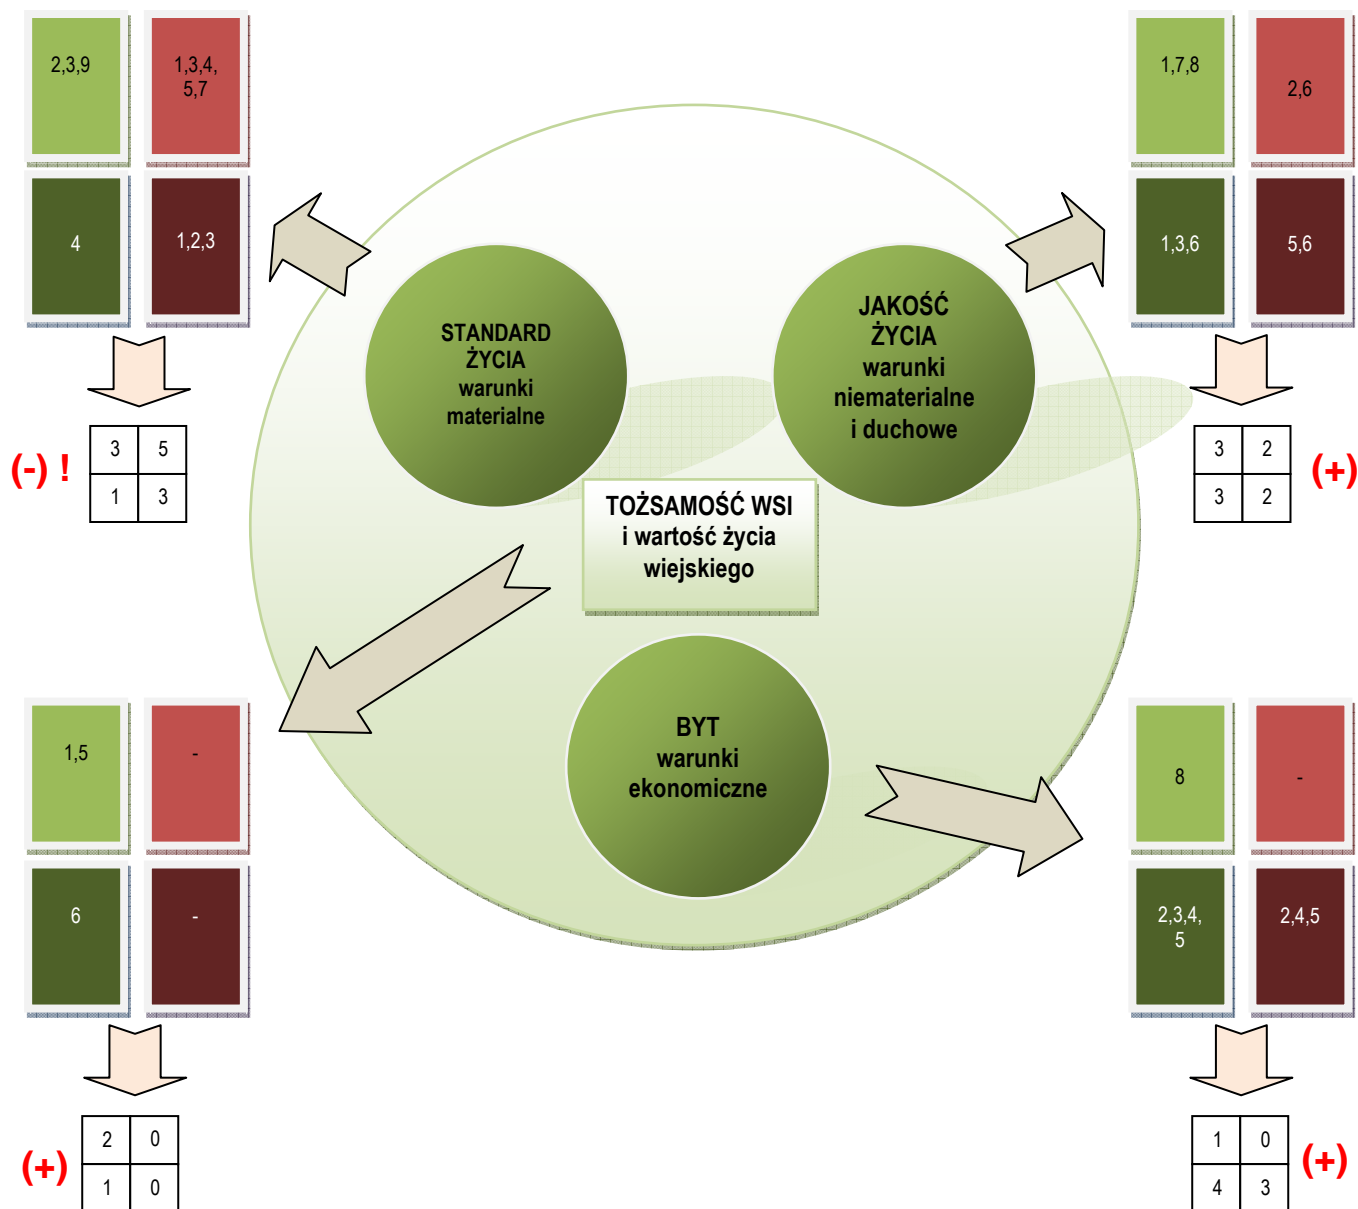 2,3,9
1,3,4,
5,7
4
1,2,3
(-) !
3 5
1 3
1,7,8
2,6
1,3,6
5,6
3 2
3 2
(+)
STANDARD
ŻYCIA
warunki
materialne
JAKOŚĆ
ŻYCIA
warunki
niematerialne
i duchowe
TOŻSAMOŚĆ WSI
i wartość życia
wiejskiego
BYT
warunki
ekonomiczne
1,5
-
6
-
(+)
2 0
1 0
8
-
2,3,4,
5
2,4,5
1 0
4 3
(+)